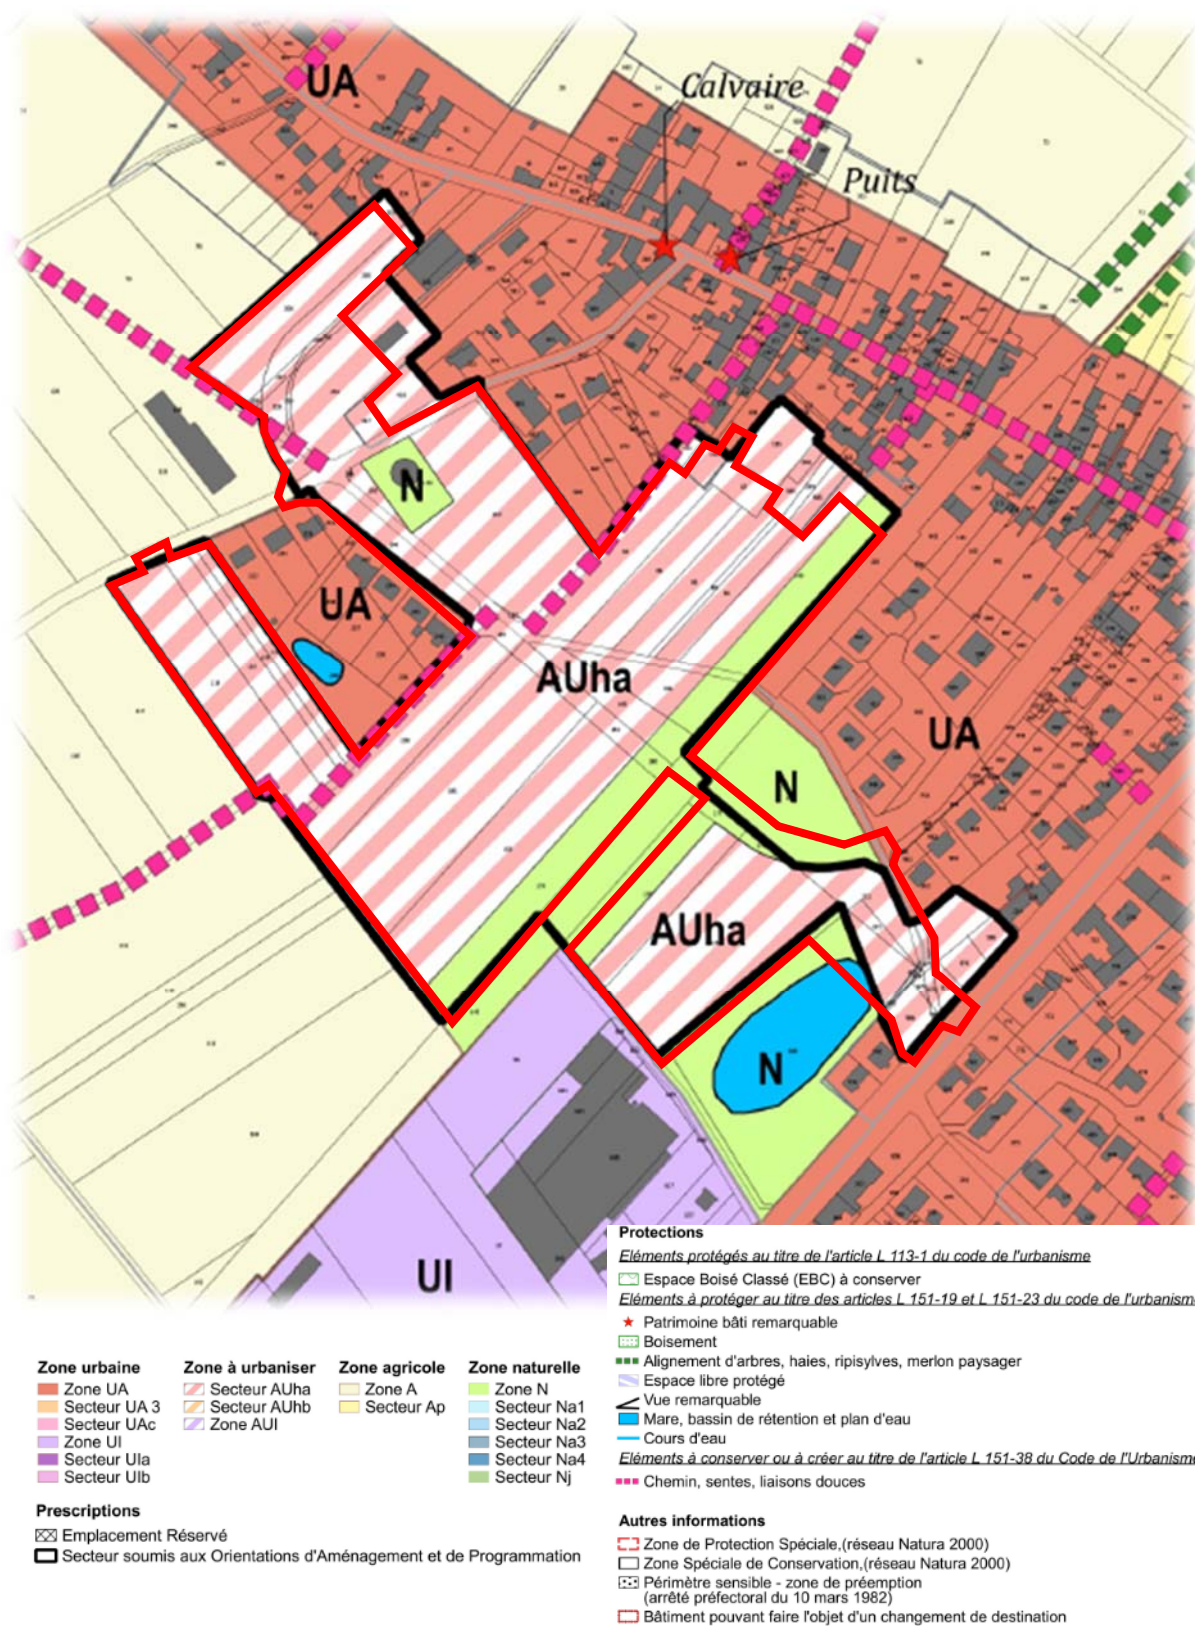 UA
Calvaire
Puits
N
UA
AUha
UA
N
AUha
N
UI
Zone urbaine
Zone UA
Secteur UA 3
Secteur UAc
Zone UI
Secteur UIa
Secteur UIb
Zone à urbaniser
Secteur AUha
Secteur AUhb
Zone AUI
Zone agricole
Zone A
Secteur Ap
Zone naturelle
Zone N
Secteur Na1
Secteur Na2
Secteur Na3
Secteur Na4
Secteur Nj
Prescriptions
Emplacement Réservé
Secteur soumis aux Orientations d'Aménagement et de Programmation
Protections
Eléments protégés au titre de l'article L 113-1 du code de l'urbanisme
Espace Boisé Classé (EBC) à conserver
Eléments à protéger au titre des articles L 151-19 et L 151-23 du code de l'urbanism
Patrimoine bâti remarquable
Boisement
Alignement d'arbres, haies, ripisylves, merlon paysager
Espace libre protégé
Vue remarquable
Mare, bassin de rétention et plan d'eau
Cours d'eau
Eléments à conserver ou à créer au titre de l'article L 151-38 du Code de l'Urbanism
Chemin, sentes, liaisons douces
Autres informations
Zone de Protection Spéciale,(réseau Natura 2000)
Zone Spéciale de Conservation,(réseau Natura 2000)
Périmètre sensible - zone de préemption
(arrêté préfectoral du 10 mars 1982)
Bâtiment pouvant faire l'objet d'un changement de destination